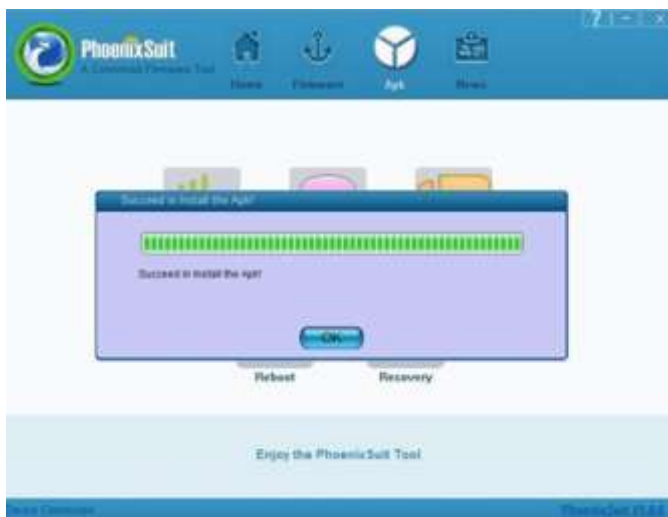 PhoenixSuit
Home Firmware Apk News
Succeed in Install the Apk!
Succeed in Install the Apk!
OK
Reboot Recovery
Enjoy the PhoenixSuit Tool